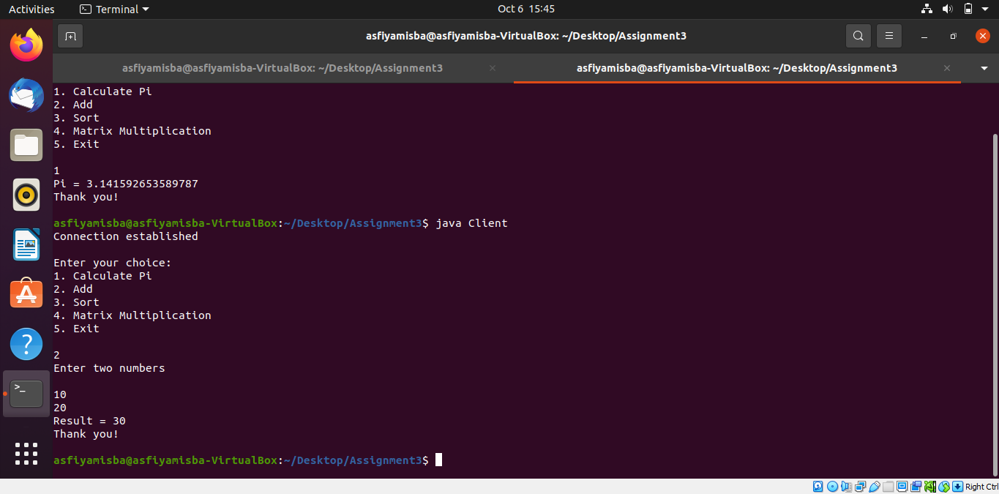 Activities Terminal Oct 6 15:45
asfiyamisba@asfiyamisba-VirtualBox: ~/Desktop/Assignment3
asfiyamisba@asfiyamisba-VirtualBox: ~/Desktop/Assignment3 asfiyamisba@asfiyamisba-VirtualBox: ~/Desktop/Assignment3
1. Calculate Pi
2. Add
3. Sort
4. Matrix Multiplication
5. Exit
1
Pi = 3.141592653589787
Thank you!
asfiyamisba@asfiyamisba-VirtualBox:~/Desktop/Assignment3$ java Client
Connection established
Enter your choice:
1. Calculate Pi
2. Add
3. Sort
4. Matrix Multiplication
5. Exit
2
Enter two numbers
10
20
Result = 30
Thank you!
asfiyamisba@asfiyamisba-VirtualBox:~/Desktop/Assignment3$
Right Ctrl